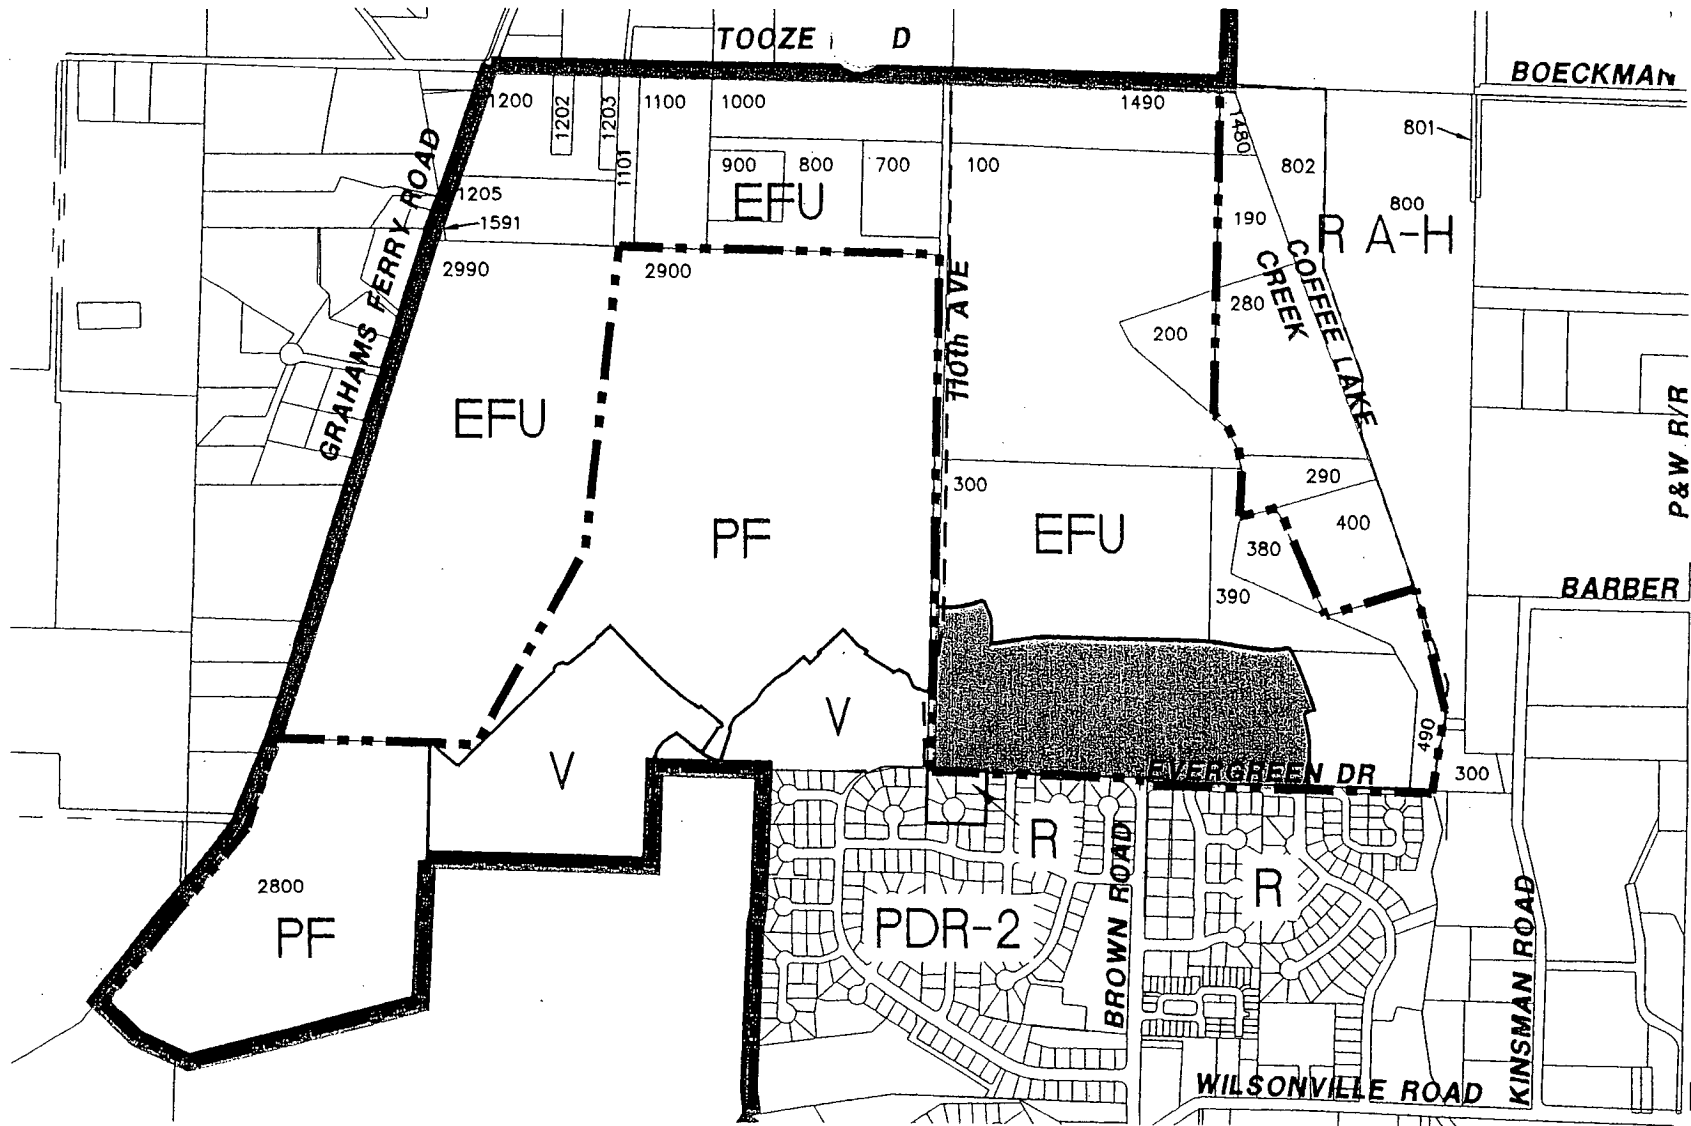 TOOZE
D
BOECKMAN
1200
1202
1203
1100
1000
1490
1480
801
1101
900
800
700
100
802
EFU
1205
1591
190
800
R A-H
2990
2900
GRAHAMS FERRY ROAD
110th AVE
COFFEE LAKE
CREEK
280
200
EFU
P&W R/R
290
300
400
PF
EFU
380
390
BARBER
V
V
490
300
EVERGREEN DR
R
R
2800
PF
PDR-2
BROWN ROAD
KINSMAN ROAD
WILSONVILLE ROAD